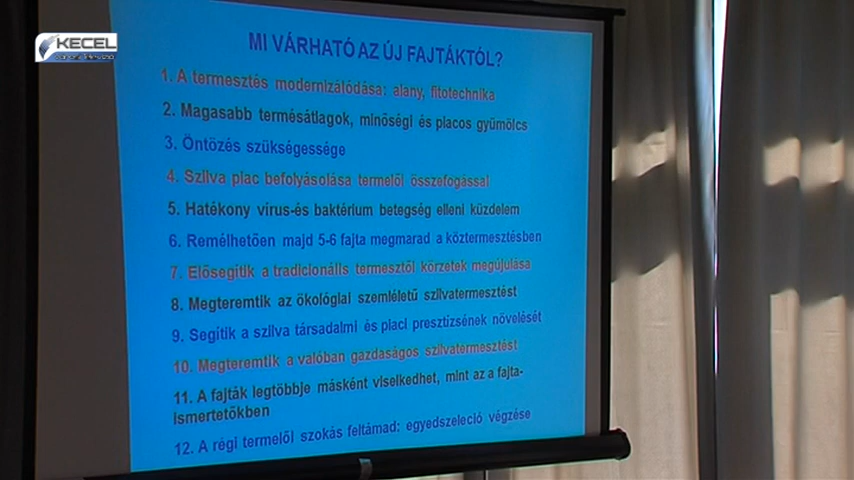 KECEL
MI VÁRHATÓ AZ ÚJ FAJTÁKTÓL?
1. A termesztés modernizálódása: alany, fitotechnika
2. Magasabb termésátlagok, minőségi és piacos gyümölcs
3. Öntözés szükségessége
4. Szilva piac befolyásolása termelői összefogással
5. Hatékony vírus-és baktérium betegség elleni küzdelem
6. Remélhetően majd 5-6 fajta megmarad a köztermesztésben
7. Elősegítik a tradicionális termesztői körzetek megújulása
8. Megteremtik az ökológiai szemléletű szilvatermesztést
9. Segítik a szilva társadalmi és piaci presztízsének növelését
10. Megteremtik a valóban gazdaságos szilvatermesztést
11. A fajták legtöbbje másként viselkedhet, mint az a fajta-
ismertetőkben
12. A régi termelői szokás feltámad: egyedszeleció végzése